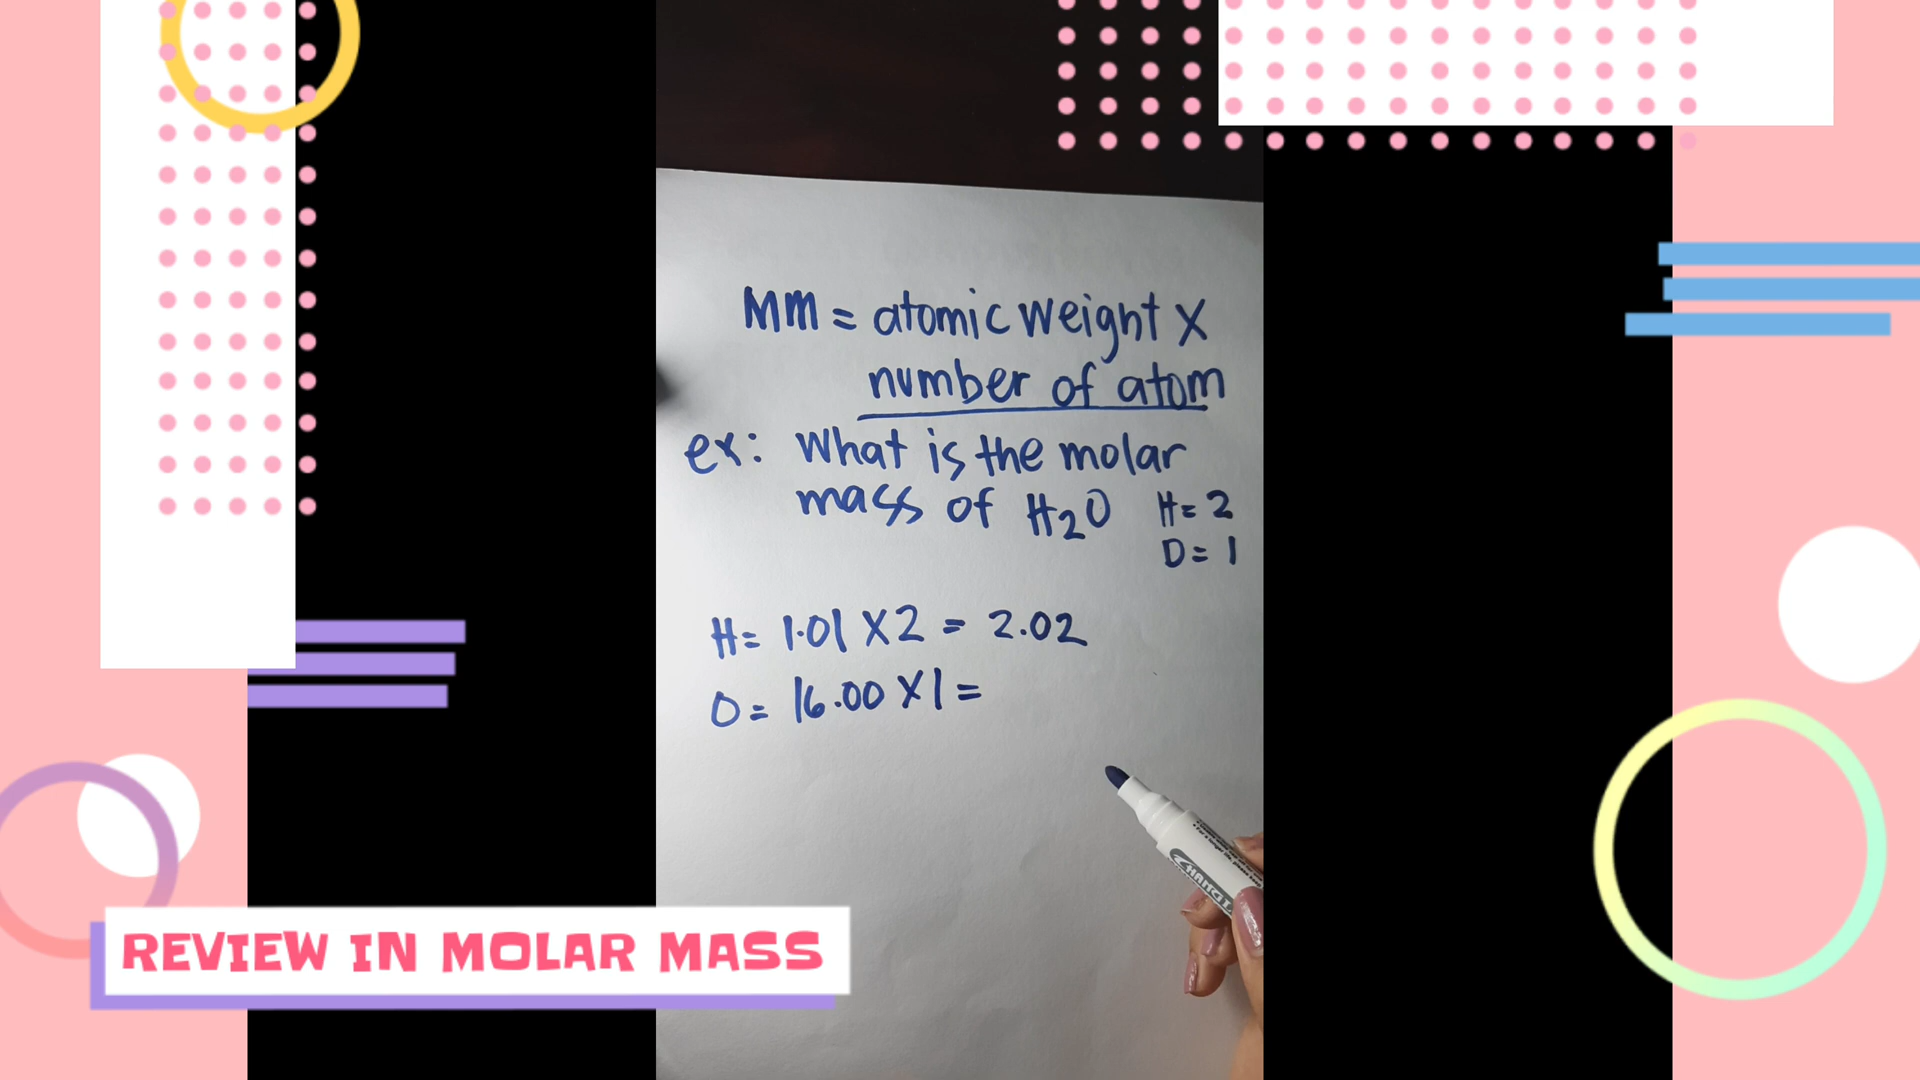 MM = atomic weight X
number of atom
ex: What is the molar
mass of H₂O
H = 2
O = 1
H = 1.01 X 2 = 2.02
O = 16.00 X 1 =
REVIEW IN MOLAR MASS